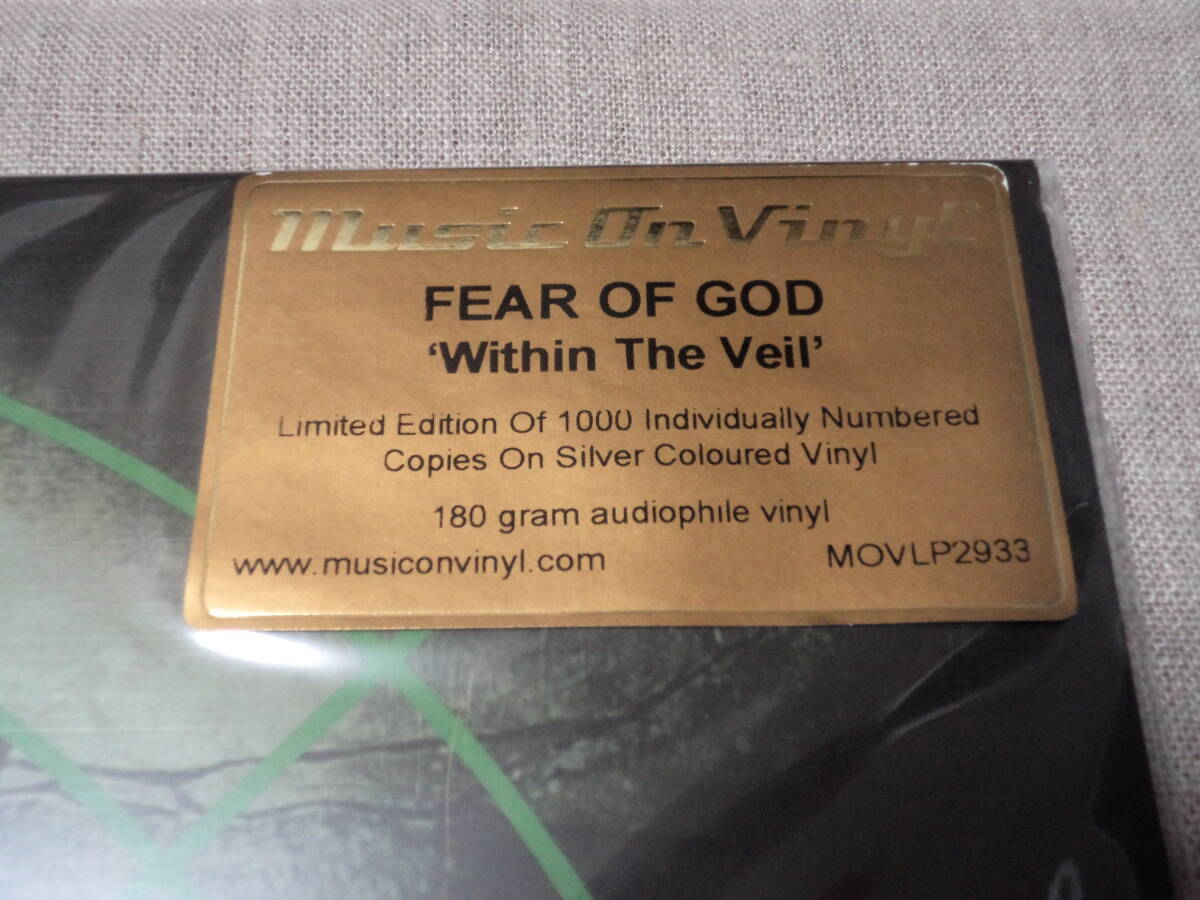 Music On Vinyl®
FEAR OF GOD
‘Within The Veil’
Limited Edition Of 1000 Individually Numbered
Copies On Silver Coloured Vinyl
180 gram audiophile vinyl
www.musiconvinyl.com MOVLP2933